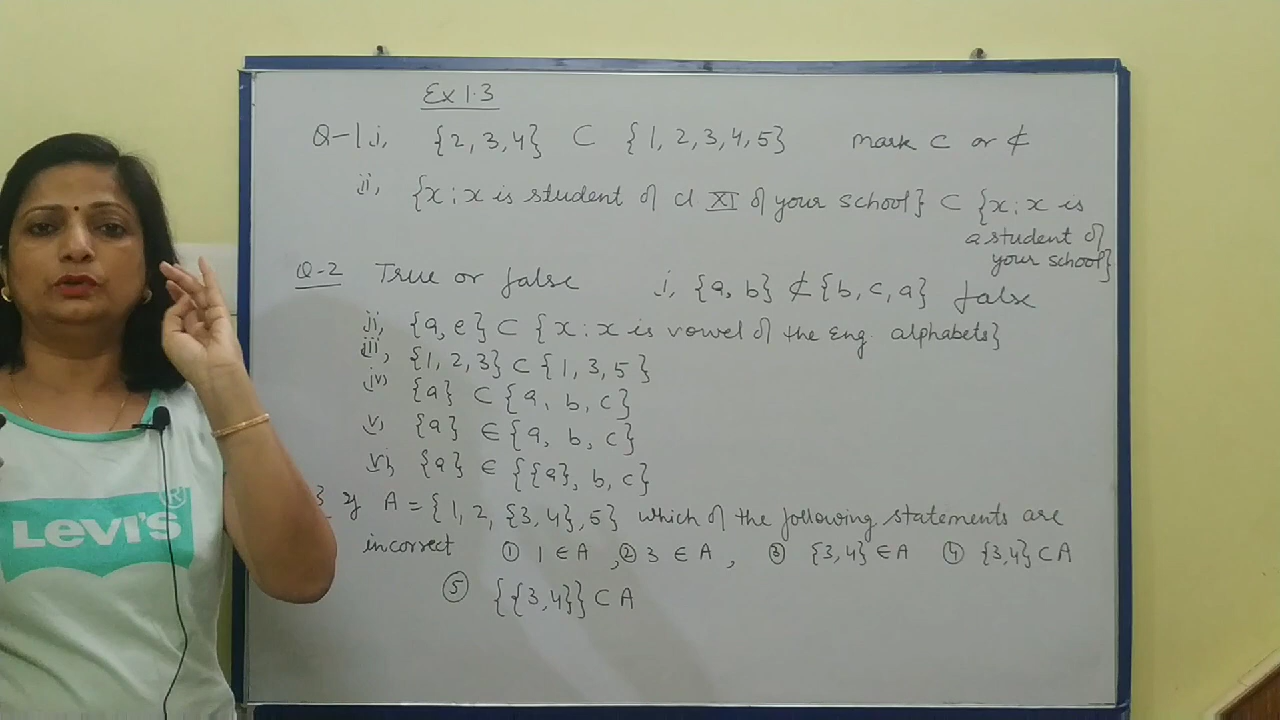 Ex 1.3
Q-1 i, {2, 3, 4} ⊂ {1, 2, 3, 4, 5} mark ⊂ or ⊄
ii, {x : x is student of cl XI of your school} ⊂ {x : x is
a student of
your school}
Q-2 True or false i, {a, b} ⊄ {b, c, a} false
ii, {a, e} ⊂ {x : x is vowel of the Eng. alphabets}
iii, {1, 2, 3} ⊂ {1, 3, 5}
iv, {a} ⊂ {a, b, c}
v, {a} ∈ {a, b, c}
vi, {a} ∈ {{a}, b, c}
3 If A = {1, 2, {3, 4}, 5} which of the following statements are
incorrect ① 1 ∈ A , ② 3 ∈ A , ③ {3, 4} ∈ A ④ {3, 4} ⊂ A
⑤ {{3, 4}} ⊂ A
LEVI'S®